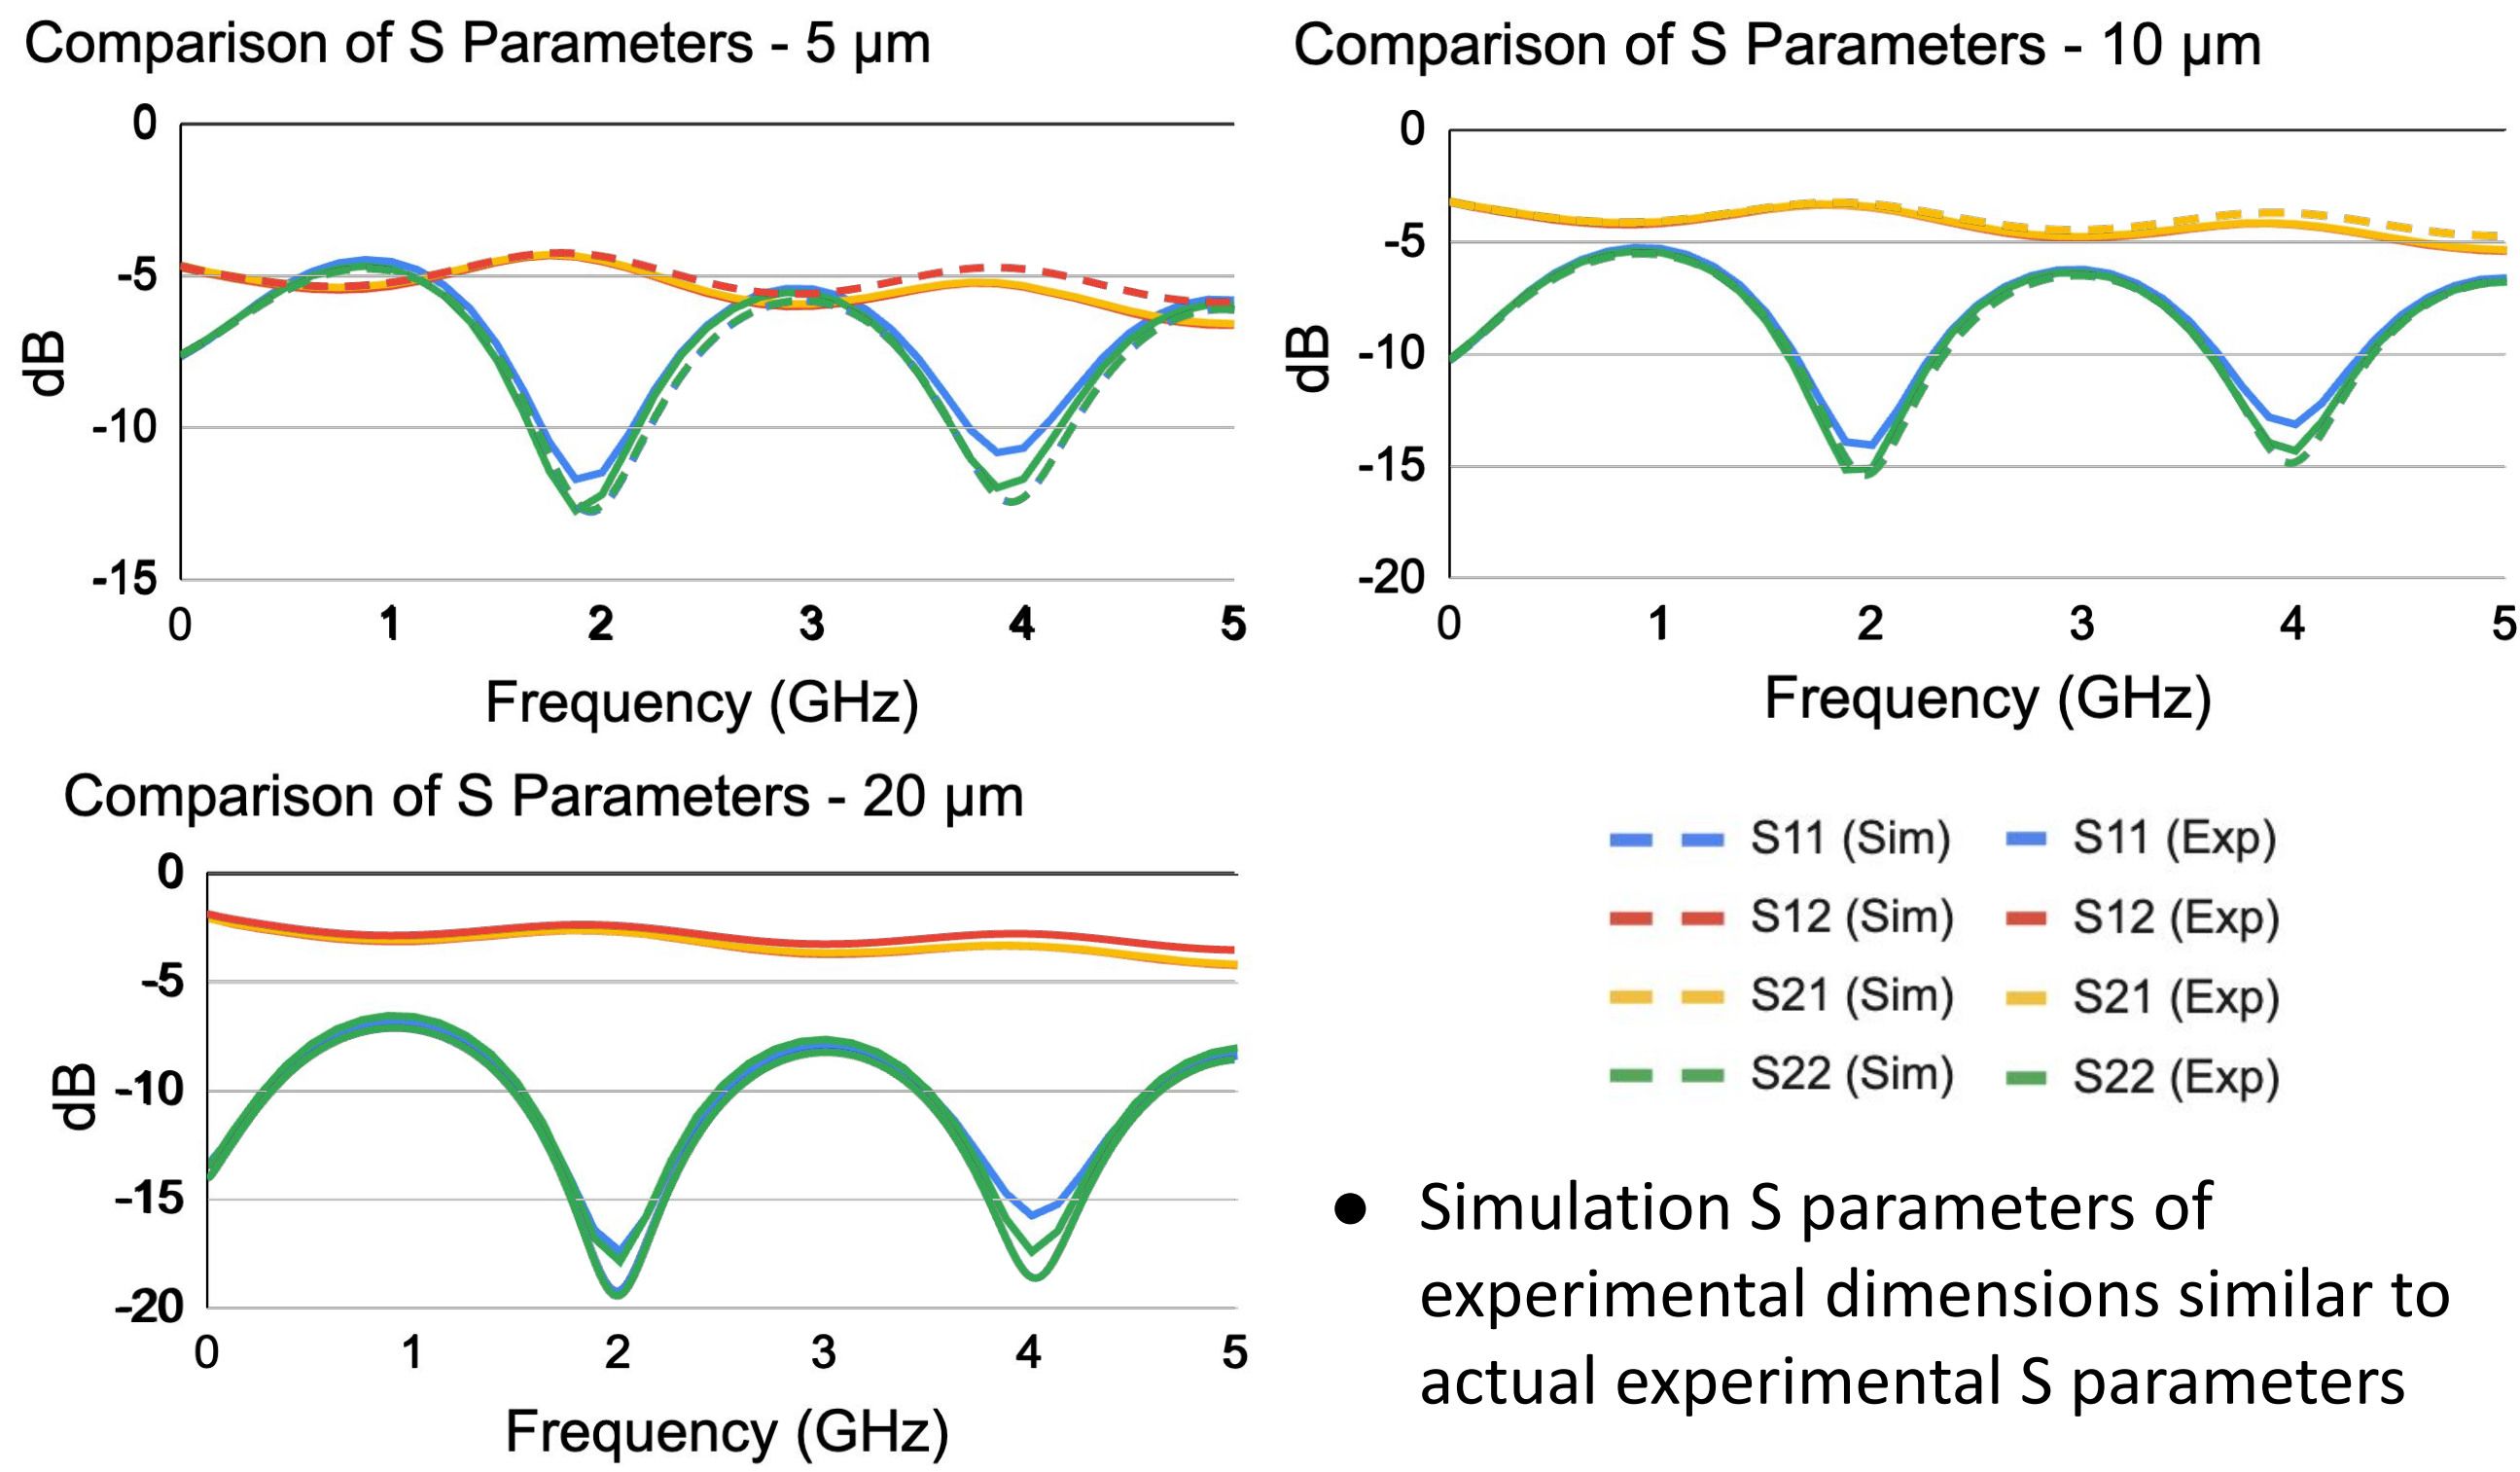 Comparison of S Parameters - 5 μm
0
-5
-10
-15
dB
0 1 2 3 4 5
Frequency (GHz)
Comparison of S Parameters - 10 μm
0
-5
-10
-15
-20
dB
0 1 2 3 4 5
Frequency (GHz)
Comparison of S Parameters - 20 μm
0
-5
-10
-15
-20
dB
0 1 2 3 4 5
Frequency (GHz)
S11 (Sim) S11 (Exp)
S12 (Sim) S12 (Exp)
S21 (Sim) S21 (Exp)
S22 (Sim) S22 (Exp)
● Simulation S parameters of
experimental dimensions similar to
actual experimental S parameters